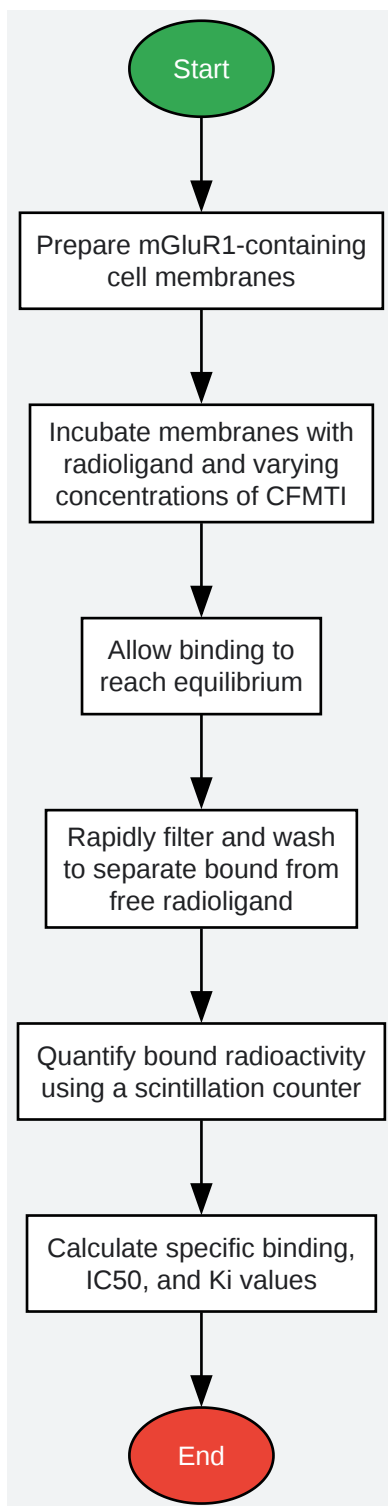 Start
Prepare mGluR1-containing
cell membranes
Incubate membranes with
radioligand and varying
concentrations of CFMTI
Allow binding to
reach equilibrium
Rapidly filter and wash
to separate bound from
free radioligand
Quantify bound radioactivity
using a scintillation counter
Calculate specific binding,
IC50, and Ki values
End